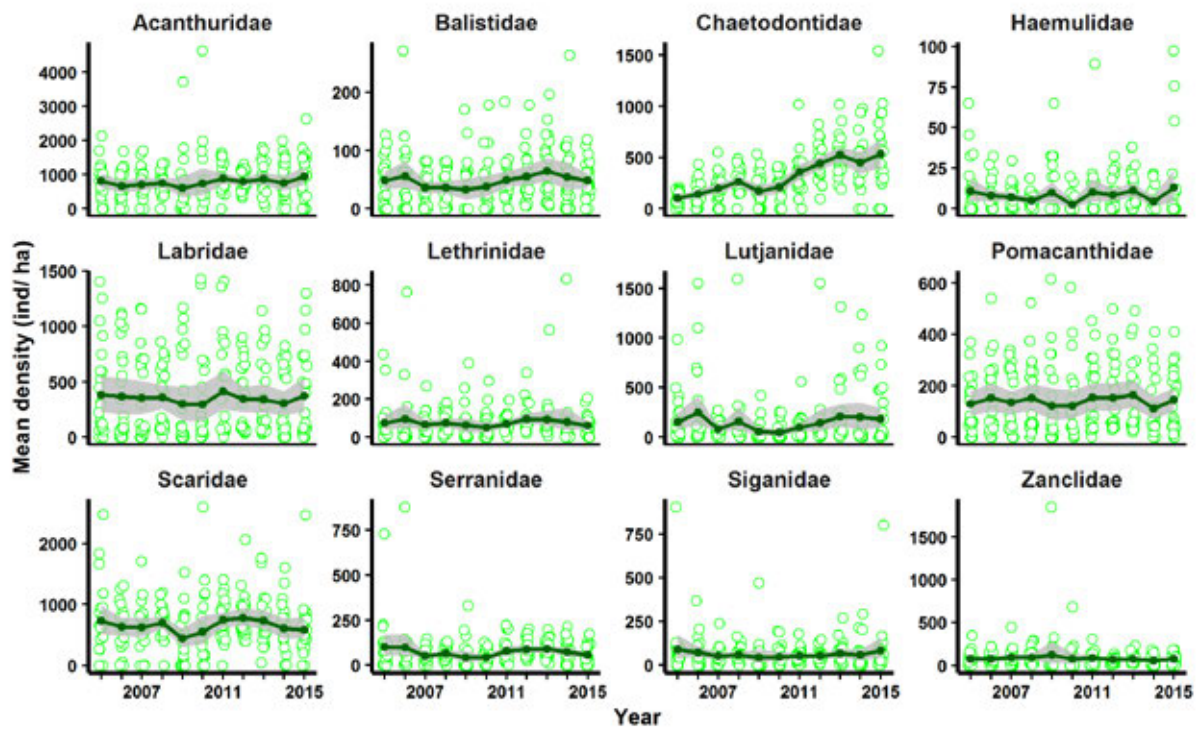 Acanthuridae Balistidae Chaetodontidae Haemulidae
4000 3000 2000 1000 0
200 100 0
1500 1000 500 0
100 75 50 25 0
Labridae Lethrinidae Lutjanidae Pomacanthidae
1500 1000 500 0
800 600 400 200 0
1500 1000 500 0
600 400 200 0
Mean density (ind/ ha)
Scaridae Serranidae Siganidae Zanclidae
2000 1000 0
750 500 250 0
750 500 250 0
1500 1000 500 0
2007 2011 2015 2007 2011 2015 2007 2011 2015 2007 2011 2015
Year